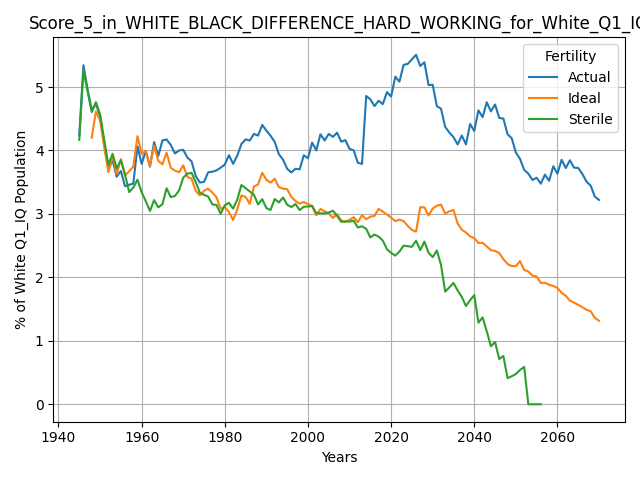 Score_5_in_WHITE_BLACK_DIFFERENCE_HARD_WORKING_for_White_Q1_IQ
Fertility
Actual
Ideal
Sterile
% of White Q1_IQ Population
5
4
3
2
1
0
1940 1960 1980 2000 2020 2040 2060
Years